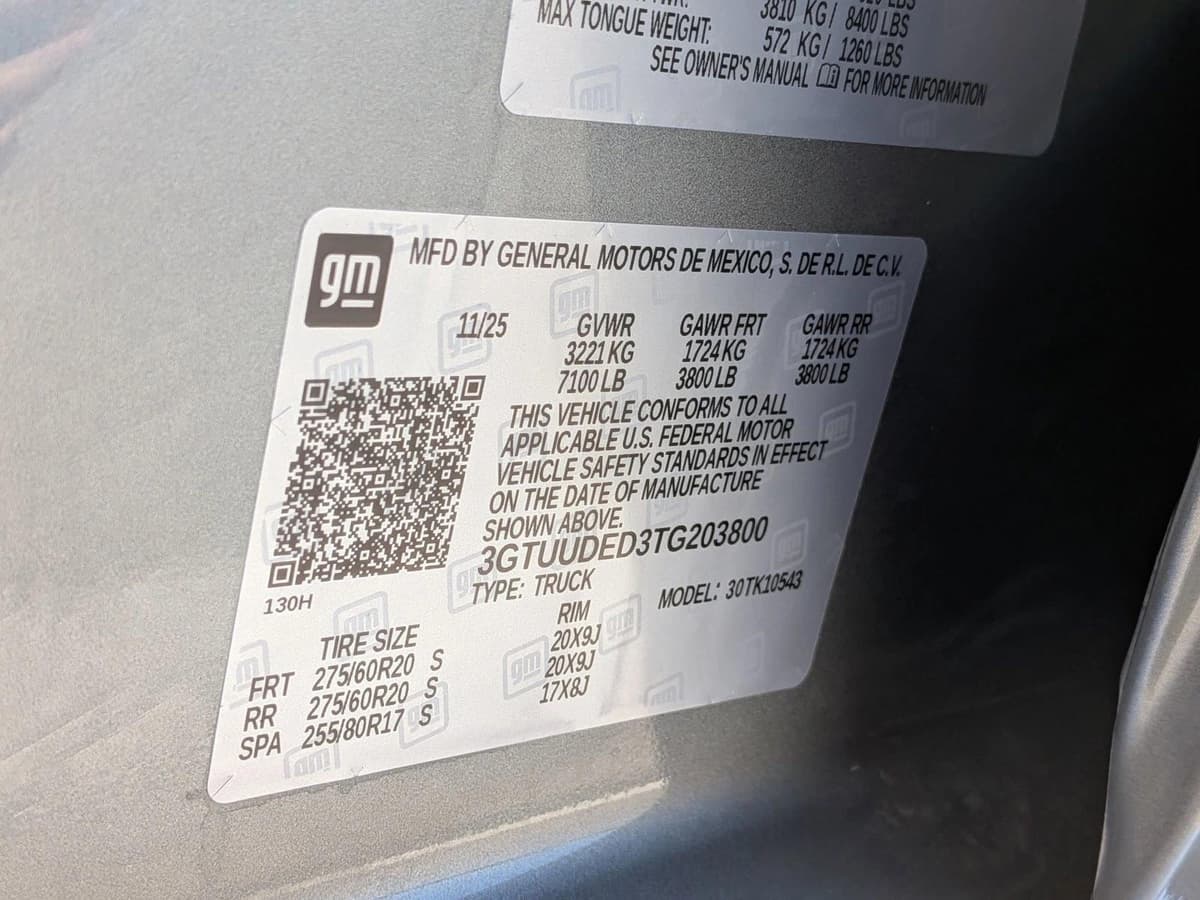 3810 KG/ 8400 LBS
MAX TONGUE WEIGHT: 572 KG/ 1260 LBS
SEE OWNER'S MANUAL FOR MORE INFORMATION
gm
MFD BY GENERAL MOTORS DE MEXICO, S. DE R.L. DE C.V.
11/25 GVWR GAWR FRT GAWR RR
3221 KG 1724 KG 1724 KG
7100 LB 3800 LB 3800 LB
THIS VEHICLE CONFORMS TO ALL
APPLICABLE U.S. FEDERAL MOTOR
VEHICLE SAFETY STANDARDS IN EFFECT
ON THE DATE OF MANUFACTURE
SHOWN ABOVE.
3GTUUDED3TG203800
TYPE: TRUCK MODEL: 30TK10543
130H
TIRE SIZE RIM
FRT 275/60R20 S 20X9J
RR 275/60R20 S 20X9J
SPA 255/80R17 S 17X8J